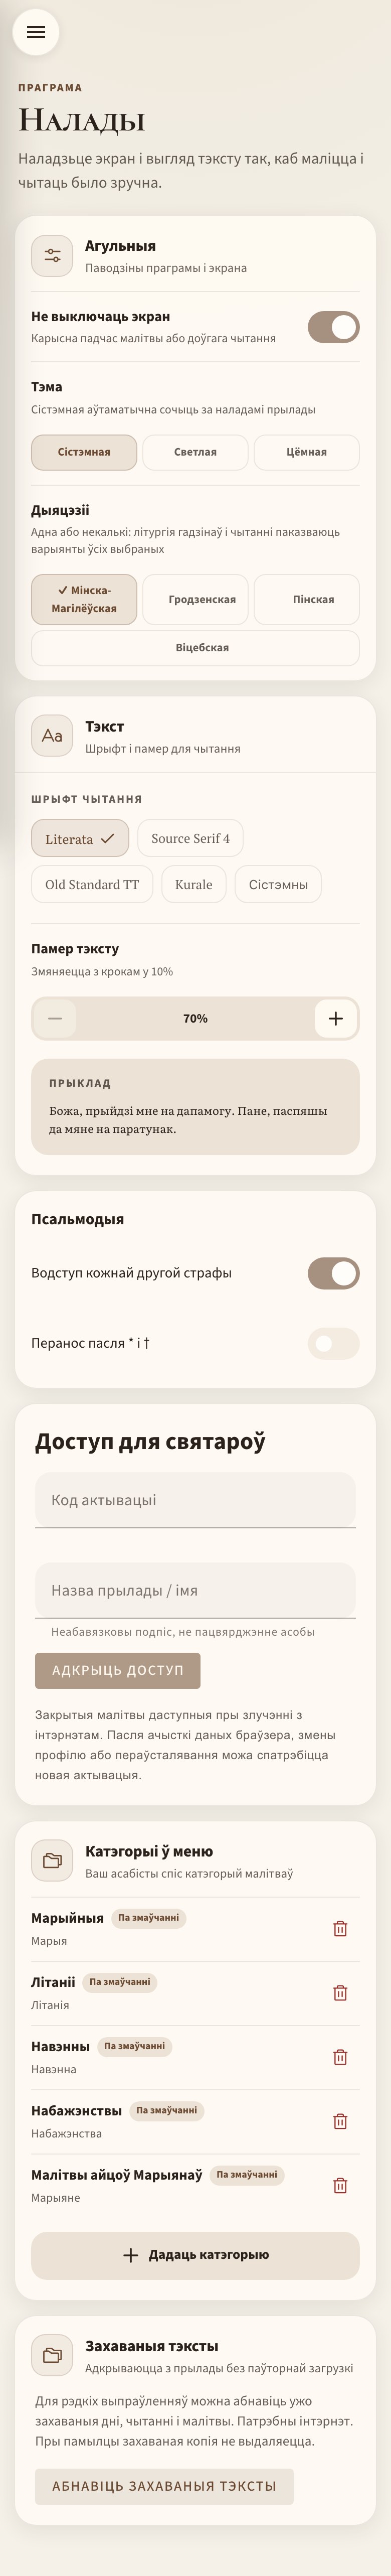 ПРАГРАМА
Налады
Наладзьце экран і выгляд тэксту так, каб маліцца і
чытаць было зручна.
Агульныя
Паводзіны праграмы і экрана
Не выключаць экран
Карысна падчас малітвы або доўгага чытання
Тэма
Сістэмная аўтаматычна сочыць за наладамі прылады
Сістэмная
Светлая
Цёмная
Дыяцэзіі
Адна або некалькі: літургія гадзінаў і чытанні паказваюць
варыянты ўсіх выбраных
✓ Мінска-
Магілёўская
Гродзенская
Пінская
Віцебская
Aa
Тэкст
Шрыфт і памер для чытання
ШРЫФТ ЧЫТАННЯ
Literata ✓
Source Serif 4
Old Standard TT
Kurale
Сістэмны
Памер тэксту
Змяняецца з крокам у 10%
— 70% +
ПРЫКЛАД
Божа, прыйдзі мне на дапамогу. Пане, паспяшы
да мяне на паратунак.
Псальмодыя
Водступ кожнай другой страфы
Перанос пасля * і †
Доступ для святароў
Код актывацыі
Назва прылады / імя
Неабавязковы подпіс, не пацвярджэнне асобы
АДКРЫЦЬ ДОСТУП
Закрытыя малітвы даступныя пры злучэнні з
інтэрнэтам. Пасля ачысткі даных браўзера, змены
профілю або пераўсталявання можа спатрэбіцца
новая актывацыя.
Катэгорыі ў меню
Ваш асабісты спіс катэгорый малітваў
Марыйныя Па змаўчанні
Марыя
Літаніі Па змаўчанні
Літанія
Навэнны Па змаўчанні
Навэнна
Набажэнствы Па змаўчанні
Набажэнства
Малітвы айцоў Марыянаў Па змаўчанні
Марыяне
+ Дадаць катэгорыю
Захаваныя тэксты
Адкрываюцца з прылады без паўторнай загрузкі
Для рэдкіх выпраўленняў можна абнавіць ужо
захаваныя дні, чытанні і малітвы. Патрэбны інтэрнэт.
Пры памылцы захаваная копія не выдаляецца.
АБНАВІЦЬ ЗАХАВАНЫЯ ТЭКСТЫ